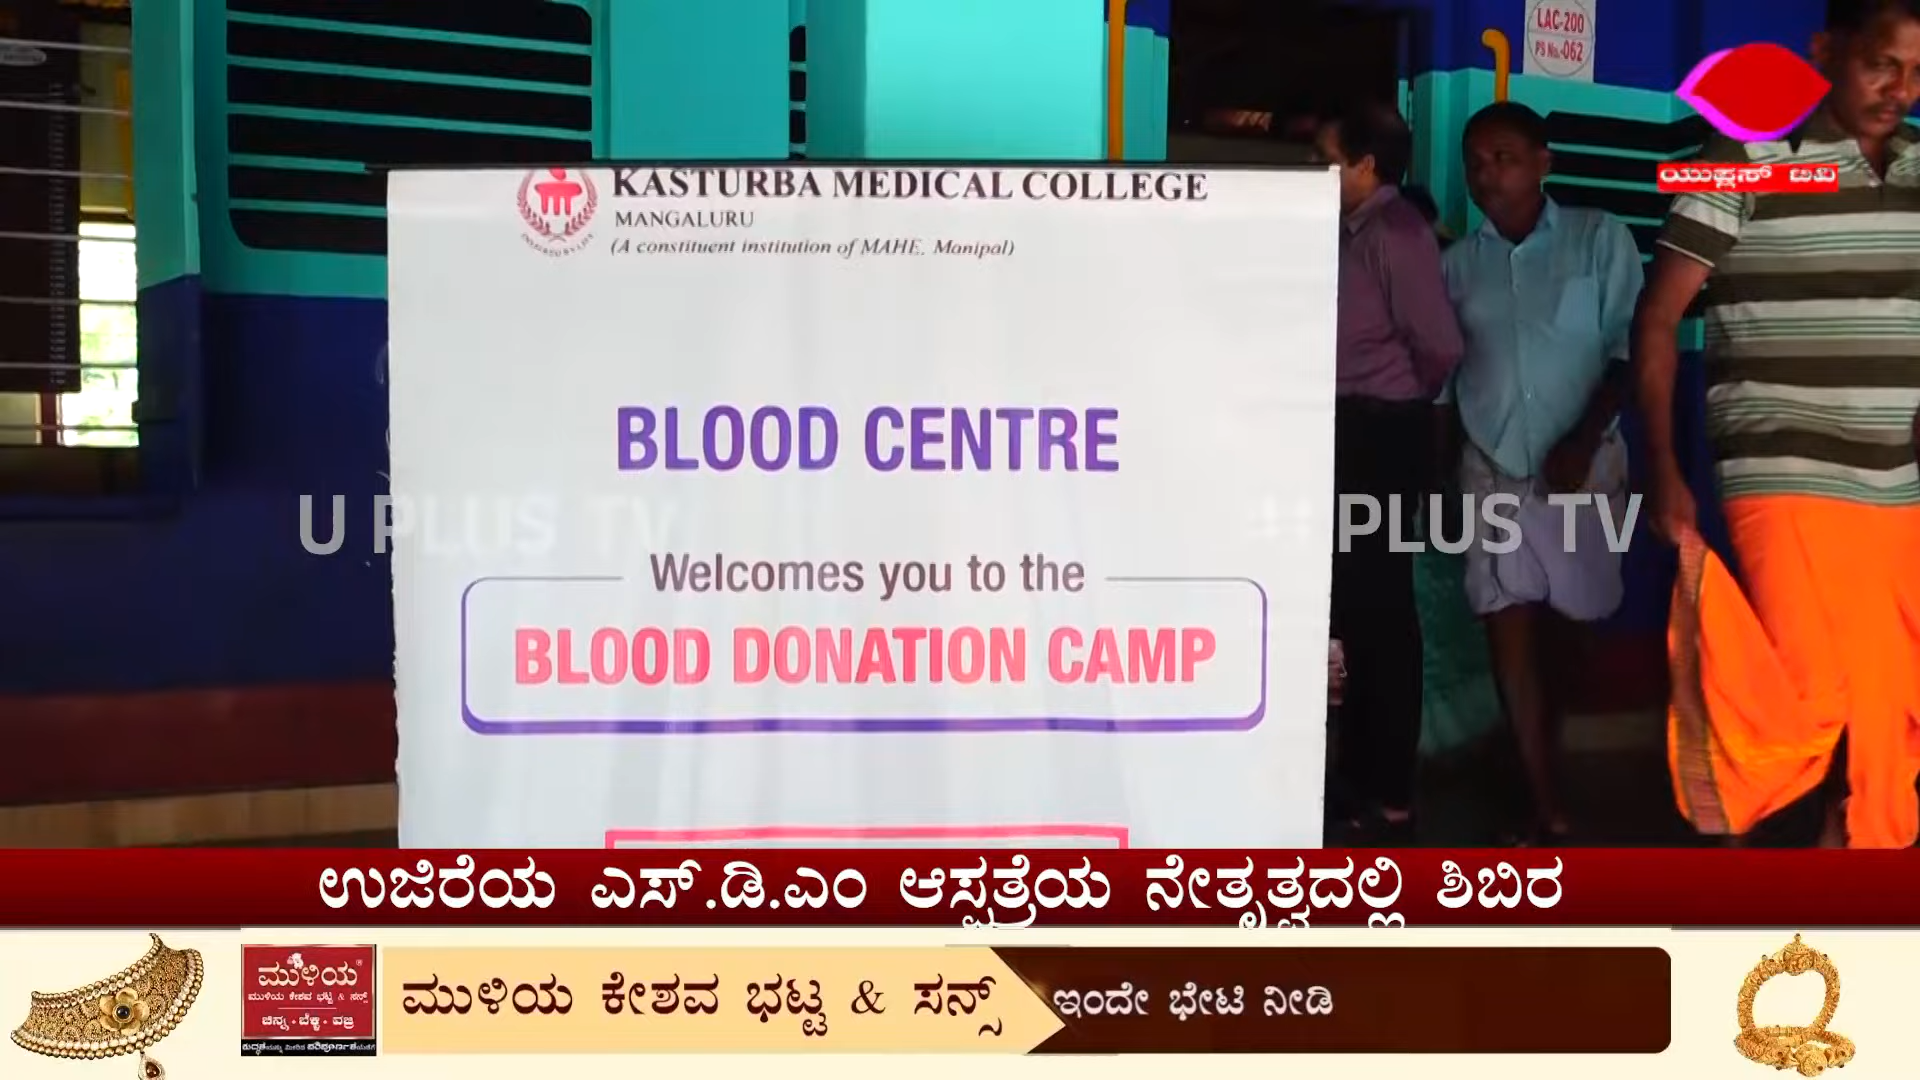 LAC-200
PS No.-062
ಯುಪ್ಲಸ್ ಟಿವಿ
KASTURBA MEDICAL COLLEGE
MANGALURU
(A constituent institution of MAHE, Manipal)
BLOOD CENTRE
U PLUS TV
PLUS TV
Welcomes you to the
BLOOD DONATION CAMP
ಉಜಿರೆಯ ಎಸ್.ಡಿ.ಎಂ ಆಸ್ಪತ್ರೆಯ ನೇತೃತ್ವದಲ್ಲಿ ಶಿಬಿರ
ಮುಳಿಯ
ಮುಳಿಯ ಕೇಶವ ಭಟ್ಟ & ಸನ್ಸ್
ಚಿನ್ನ • ಬೆಳ್ಳಿ • ವಜ್ರ
ಮುಳಿಯ ಕೇಶವ ಭಟ್ಟ & ಸನ್ಸ್
ಇಂದೇ ಭೇಟಿ ನೀಡಿ